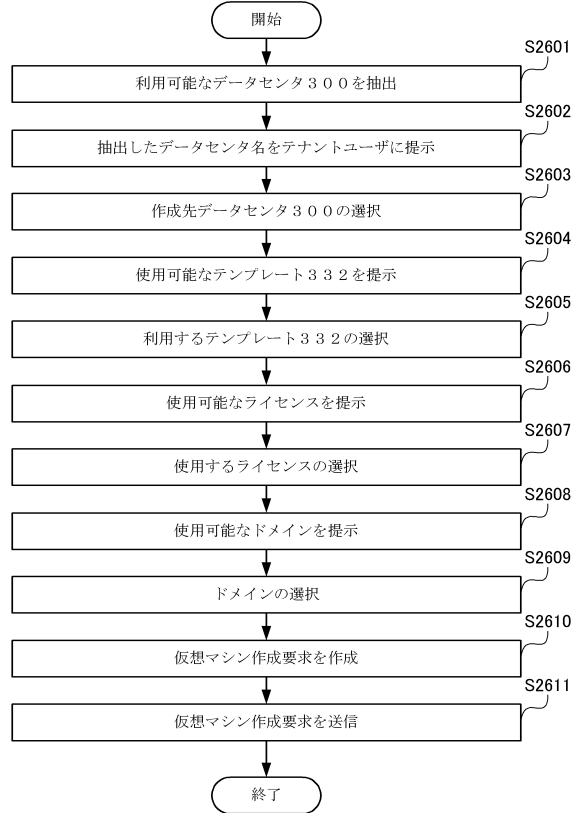 開始
S2601
利用可能なデータセンタ３００を抽出
S2602
抽出したデータセンタ名をテナントユーザに提示
S2603
作成先データセンタ３００の選択
S2604
使用可能なテンプレート３３２を提示
S2605
利用するテンプレート３３２の選択
S2606
使用可能なライセンスを提示
S2607
使用するライセンスの選択
S2608
使用可能なドメインを提示
S2609
ドメインの選択
S2610
仮想マシン作成要求を作成
S2611
仮想マシン作成要求を送信
終了